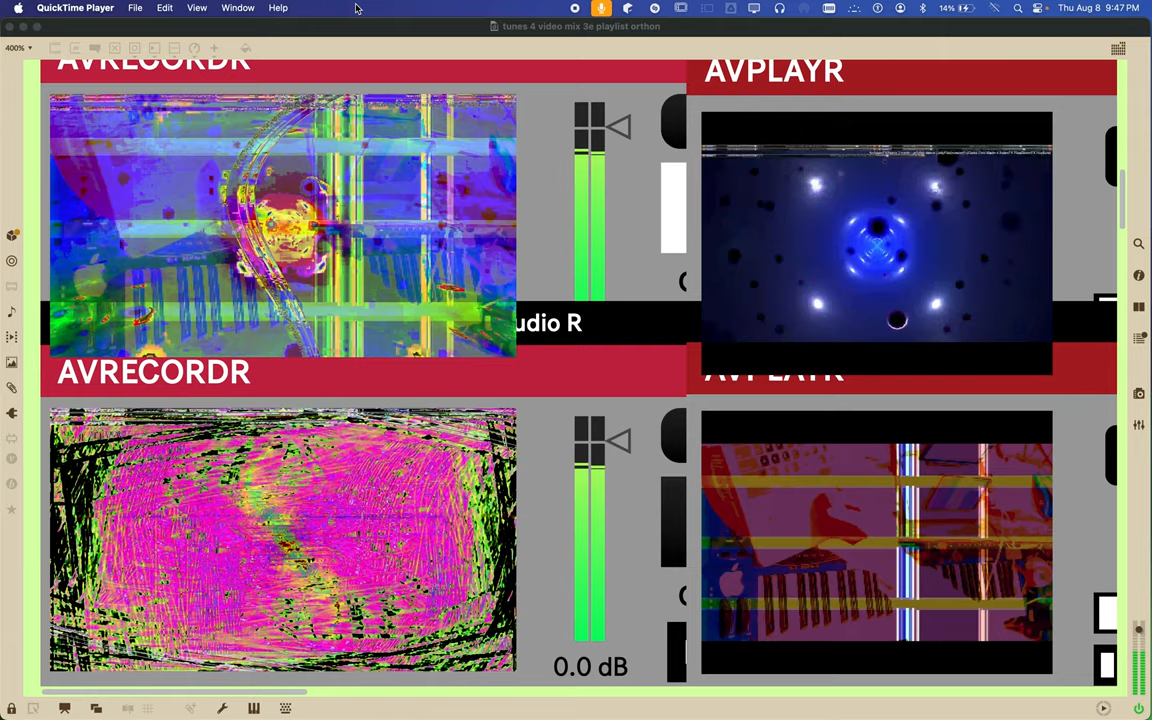 QuickTime Player File Edit View Window Help 14% Thu Aug 8 9:47 PM
tunes 4 video mix 3e playlist orthon
400%
AVRECORDR
AVPLAYR
udio R
AVRECORDR
AVPLAYR
0.0 dB